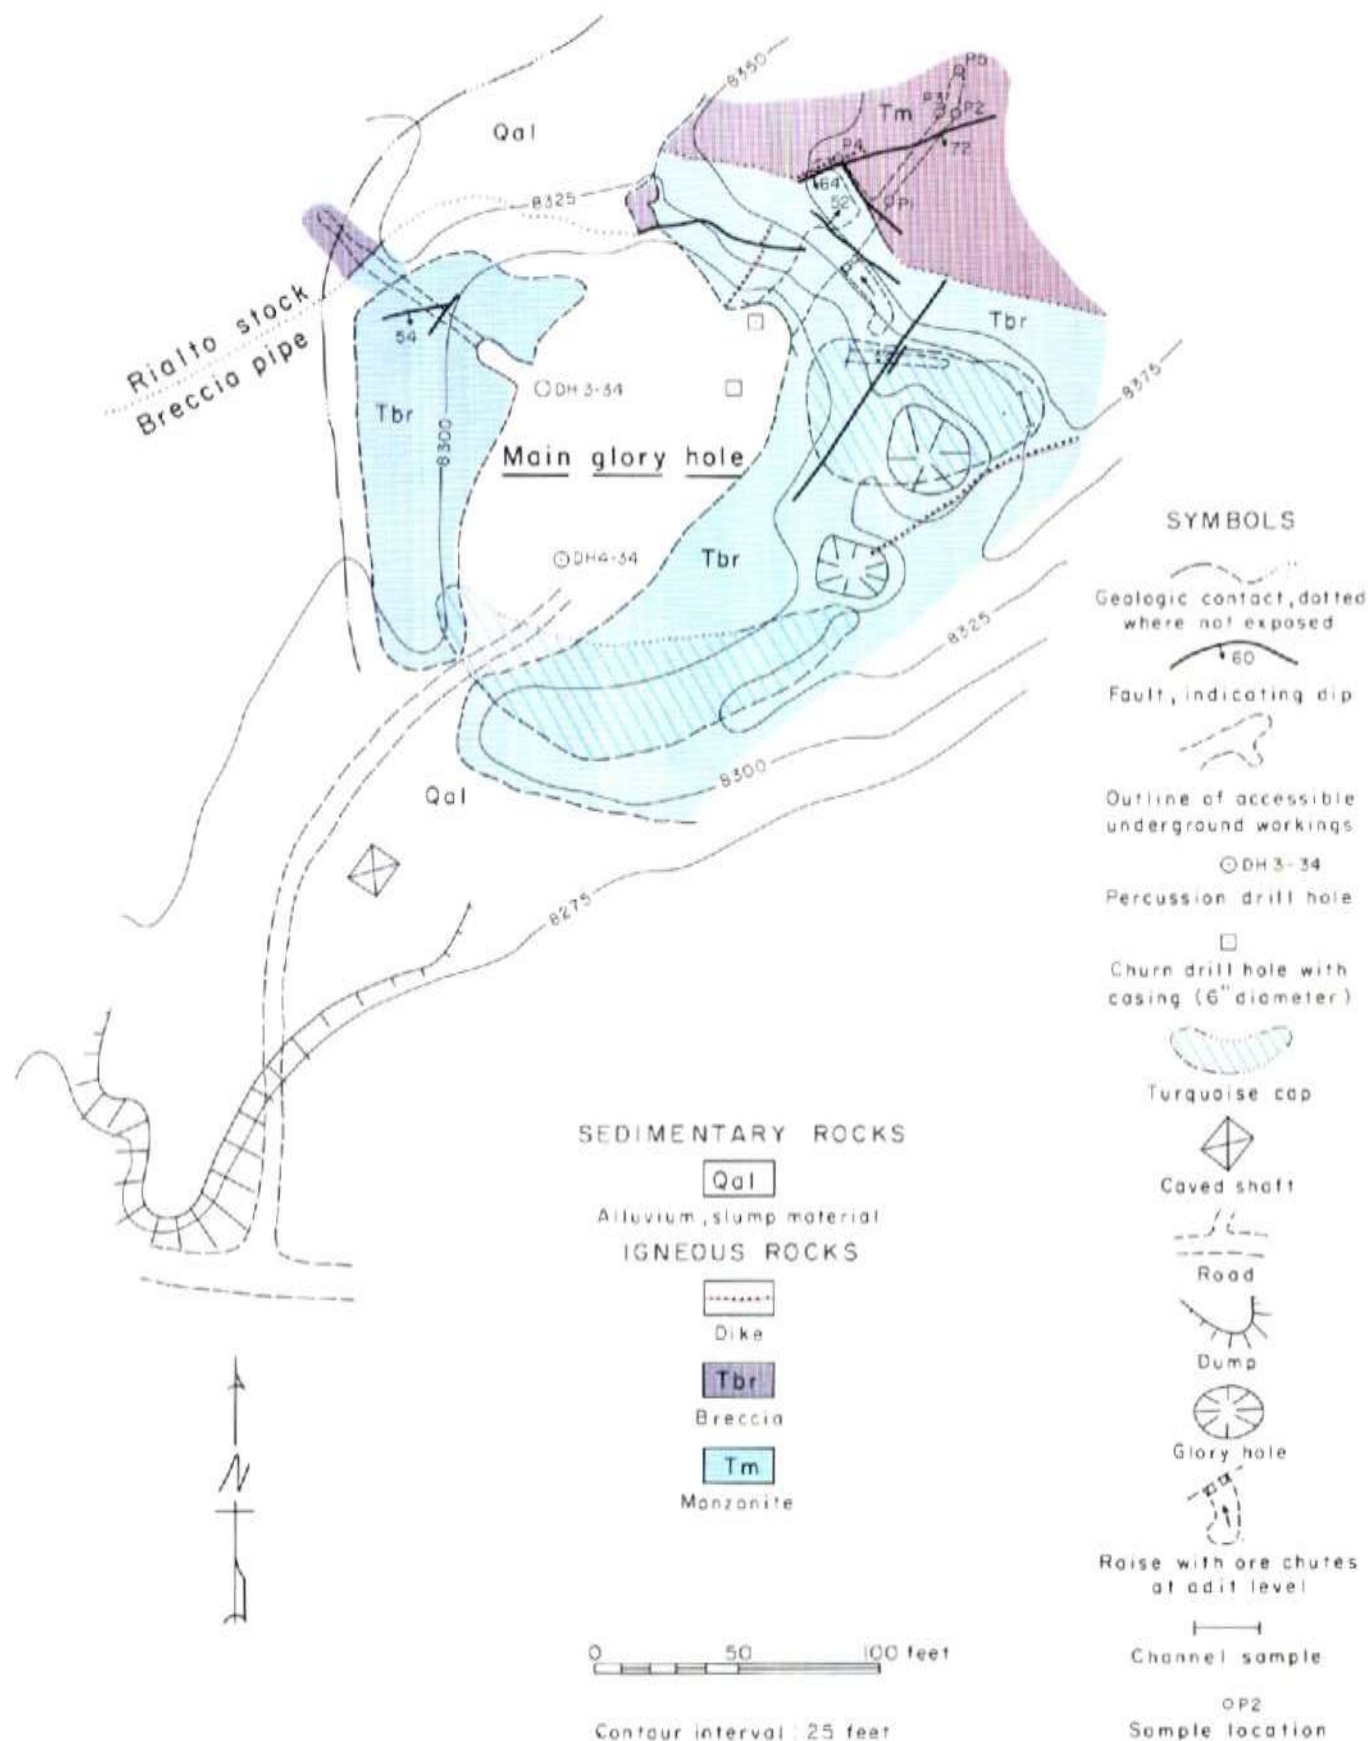 8350
P5
P3
P2
Tm
Qal
P4
72
64
52
P1
8325
Rialto stock
Breccia pipe
54
Tbr
DH 3-34
Tbr
8375
8300
Main glory hole
DH4-34
Tbr
8325
8300
Qal
8275
SYMBOLS
Geologic contact, dotted
where not exposed
60
Fault, indicating dip
Outline of accessible
underground workings
DH 3-34
Percussion drill hole
Churn drill hole with
casing (6" diameter)
Turquoise cap
Caved shaft
Road
Dump
Glory hole
Raise with ore chutes
at adit level
Channel sample
P2
Sample location
SEDIMENTARY ROCKS
Qal
Alluvium, slump material
IGNEOUS ROCKS
Dike
Tbr
Breccia
Tm
Monzonite
N
0 50 100 feet
Contour interval: 25 feet